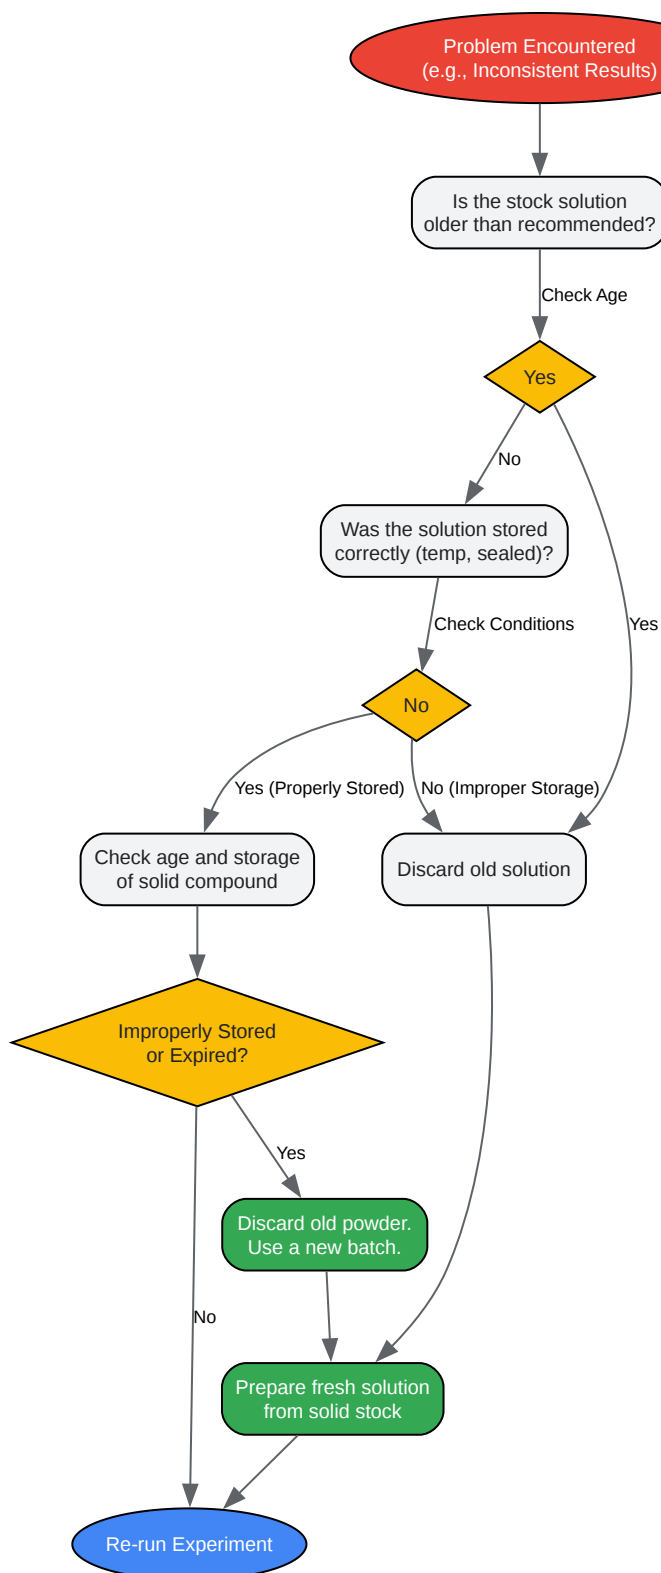 Problem Encountered
(e.g., Inconsistent Results)
Is the stock solution
older than recommended?
Check Age
Yes
No
Was the solution stored
correctly (temp, sealed)?
Check Conditions
Yes
No
Yes (Properly Stored)
No (Improper Storage)
Check age and storage
of solid compound
Discard old solution
Improperly Stored
or Expired?
Yes
Discard old powder.
Use a new batch.
No
Prepare fresh solution
from solid stock
Re-run Experiment